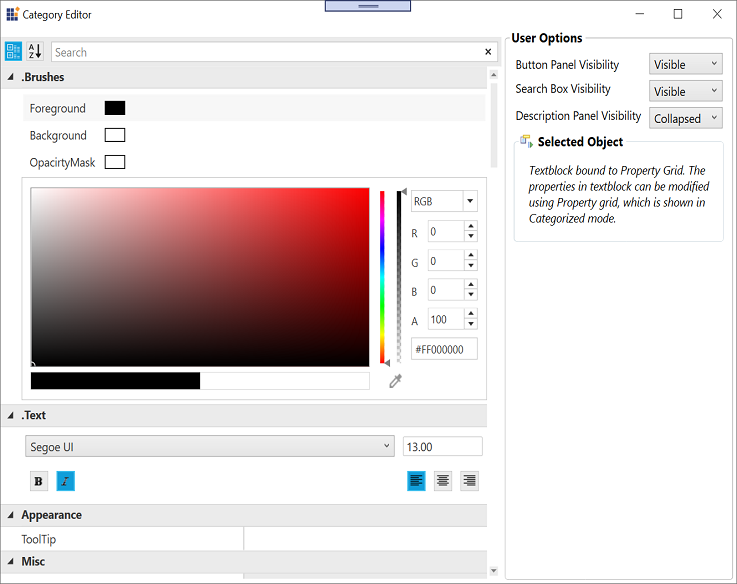 Category Editor
A
Z
Search
.Brushes
Foreground
Background
OpacirtyMask
RGB
R 0
G 0
B 0
A 100
#FF000000
.Text
Segoe UI 13.00
B I
Appearance
ToolTip
Misc
User Options
Button Panel Visibility Visible
Search Box Visibility Visible
Description Panel Visibility Collapsed
Selected Object
Textblock bound to Property Grid. The
properties in textblock can be modified
using Property grid, which is shown in
Categorized mode.